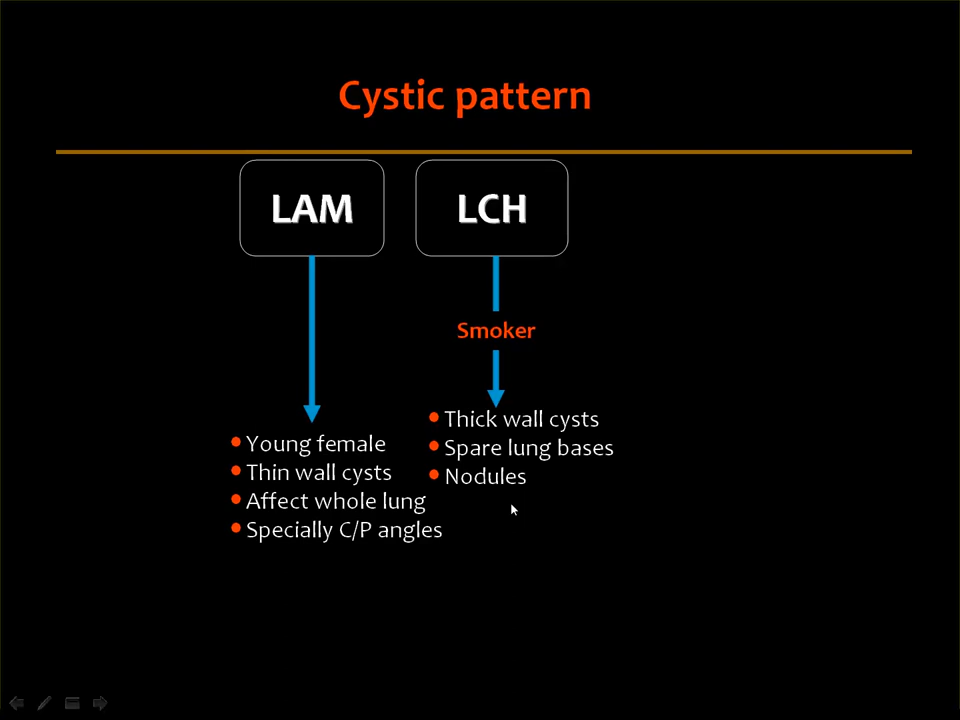 Cystic pattern
LAM
LCH
Smoker
Young female
Thin wall cysts
Affect whole lung
Specially C/P angles
Thick wall cysts
Spare lung bases
Nodules